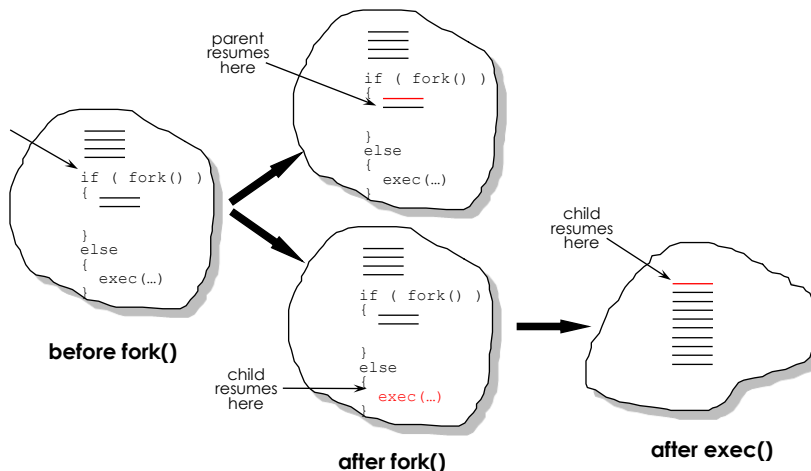 if ( fork() )
{
}
else
{
exec(…)
}
before fork()
parent
resumes
here
if ( fork() )
{
}
else
{
exec(…)
}
if ( fork() )
{
}
else
{
exec(…)
}
child
resumes
here
after fork()
child
resumes
here
after exec()